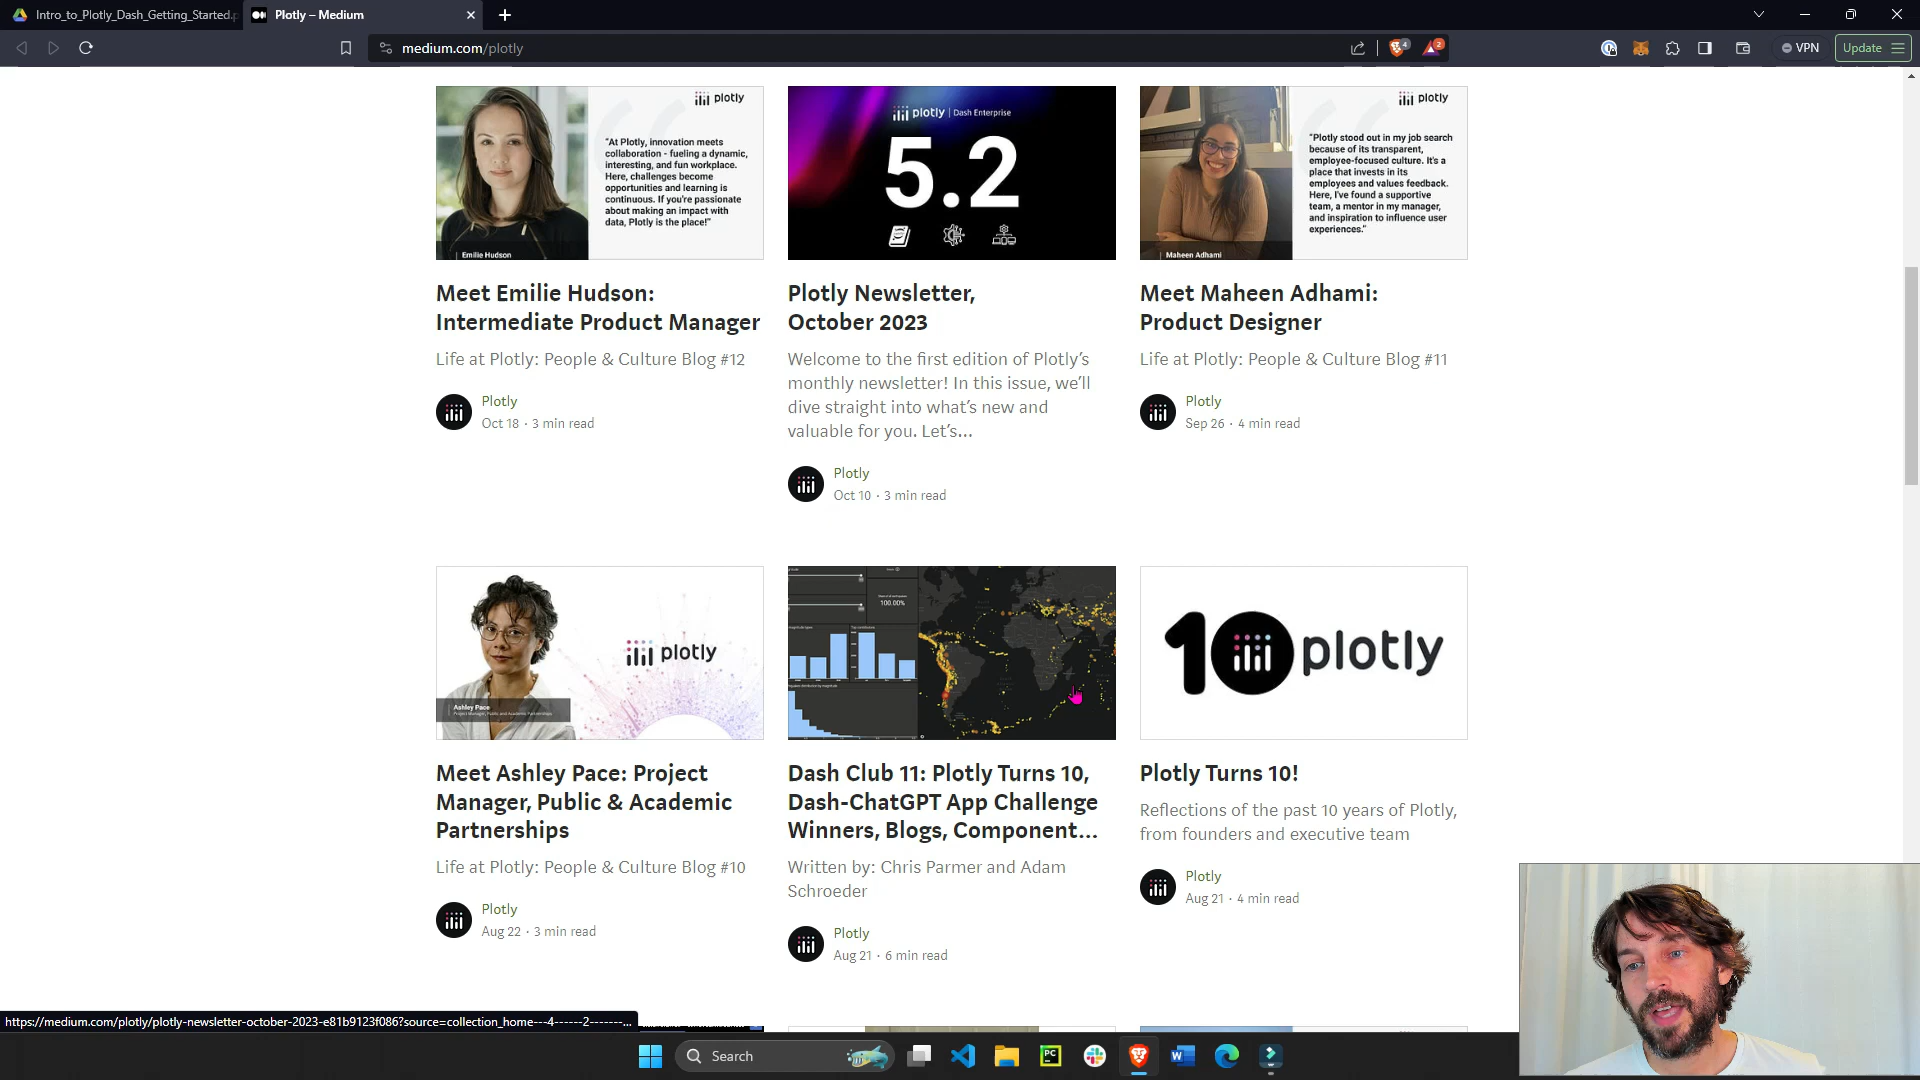 Intro_to_Plotly_Dash_Getting_Started.p
Plotly – Medium
medium.com/plotly
4
2
VPN
Update
plotly
"At Plotly, innovation meets
collaboration - fueling a dynamic,
interesting, and fun workplace.
Here, challenges become
opportunities and learning is
continuous. If you're passionate
about making an impact with
data, Plotly is the place!"
Emilie Hudson
plotly | Dash Enterprise
5.2
plotly
"Plotly stood out in my job search
because of its transparent,
employee-focused culture. It's a
place that invests in its
employees and values feedback.
Here, I've found a supportive
team, a mentor in my manager,
and inspiration to influence user
experiences."
Maheen Adhami
Meet Emilie Hudson:
Intermediate Product Manager
Life at Plotly: People & Culture Blog #12
Plotly
Oct 18 · 3 min read
Plotly Newsletter,
October 2023
Welcome to the first edition of Plotly's
monthly newsletter! In this issue, we'll
dive straight into what's new and
valuable for you. Let's...
Plotly
Oct 10 · 3 min read
Meet Maheen Adhami:
Product Designer
Life at Plotly: People & Culture Blog #11
Plotly
Sep 26 · 4 min read
plotly
Ashley Pace
Project Manager, Public and Academic Partnerships
100.00%
10 plotly
Meet Ashley Pace: Project
Manager, Public & Academic
Partnerships
Life at Plotly: People & Culture Blog #10
Plotly
Aug 22 · 3 min read
Dash Club 11: Plotly Turns 10,
Dash-ChatGPT App Challenge
Winners, Blogs, Component...
Written by: Chris Parmer and Adam
Schroeder
Plotly
Aug 21 · 6 min read
Plotly Turns 10!
Reflections of the past 10 years of Plotly,
from founders and executive team
Plotly
Aug 21 · 4 min read
https://medium.com/plotly/plotly-newsletter-october-2023-e81b9123f086?source=collection_home---4------2-------...
Search